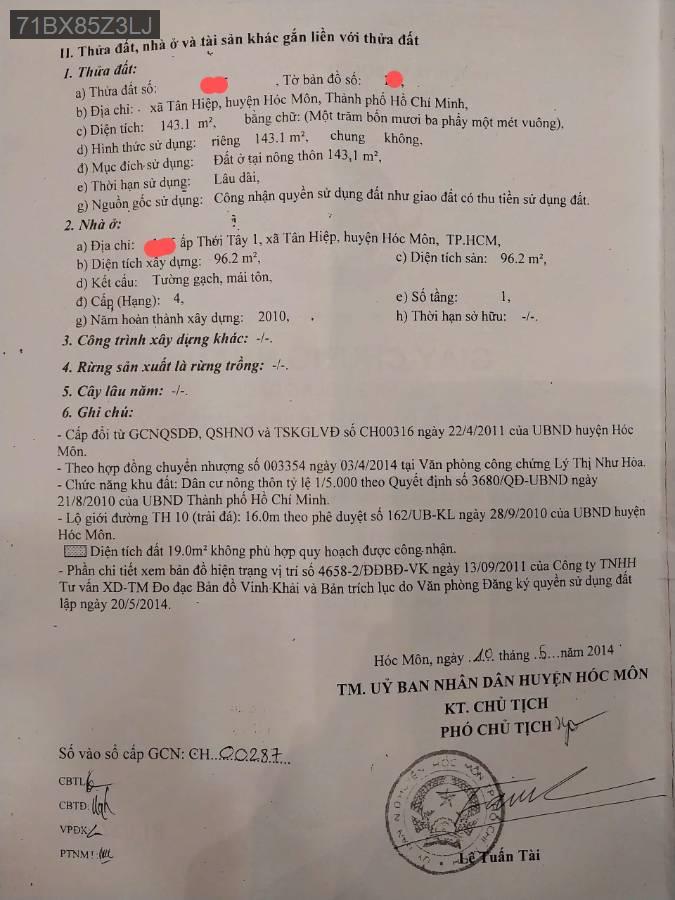 71BX85Z3LJ
II. Thửa đất, nhà ở và tài sản khác gắn liền với thửa đất
1. Thửa đất:
a) Thửa đất số: , Tờ bản đồ số: ,
b) Địa chỉ: xã Tân Hiệp, huyện Hóc Môn, Thành phố Hồ Chí Minh,
c) Diện tích: 143.1 m², bằng chữ: (Một trăm bốn mươi ba phẩy một mét vuông),
d) Hình thức sử dụng: riêng 143.1 m², chung không,
đ) Mục đích sử dụng: Đất ở tại nông thôn 143,1 m²,
e) Thời hạn sử dụng: Lâu dài,
g) Nguồn gốc sử dụng: Công nhận quyền sử dụng đất như giao đất có thu tiền sử dụng đất.
2. Nhà ở:
a) Địa chỉ: ấp Thới Tây 1, xã Tân Hiệp, huyện Hóc Môn, TP.HCM,
b) Diện tích xây dựng: 96.2 m², c) Diện tích sàn: 96.2 m²,
d) Kết cấu: Tường gạch, mái tôn,
đ) Cấp (Hạng): 4, e) Số tầng: 1,
g) Năm hoàn thành xây dựng: 2010, h) Thời hạn sở hữu: -/-.
3. Công trình xây dựng khác: -/-.
4. Rừng sản xuất là rừng trồng: -/-.
5. Cây lâu năm: -/-.
6. Ghi chú:
- Cấp đổi từ GCNQSDĐ, QSHNƠ và TSKGLVĐ số CH00316 ngày 22/4/2011 của UBND huyện Hóc
Môn.
- Theo hợp đồng chuyển nhượng số 003354 ngày 03/4/2014 tại Văn phòng công chứng Lý Thị Như Hòa.
- Chức năng khu đất: Dân cư nông thôn tỷ lệ 1/5.000 theo Quyết định số 3680/QĐ-UBND ngày
21/8/2010 của UBND Thành phố Hồ Chí Minh.
- Lộ giới đường TH 10 (trải đá): 16.0m theo phê duyệt số 162/UB-KL ngày 28/9/2010 của UBND huyện
Hóc Môn.
Diện tích đất 19.0m² không phù hợp quy hoạch được công nhận.
- Phần chi tiết xem bản đồ hiện trạng vị trí số 4658-2/ĐĐBĐ-VK ngày 13/09/2011 của Công ty TNHH
Tư vấn XD-TM Đo đạc Bản đồ Vinh Khải và Bản trích lục do Văn phòng Đăng ký quyền sử dụng đất
lập ngày 20/5/2014.
Hóc Môn, ngày .10. tháng .6...năm 2014
TM. UỶ BAN NHÂN DÂN HUYỆN HÓC MÔN
KT. CHỦ TỊCH
PHÓ CHỦ TỊCH
Số vào sổ cấp GCN: CH..00287..
CBTL:
CBTĐ:
VPĐK:
PTNMT:
Lê Tuấn Tài